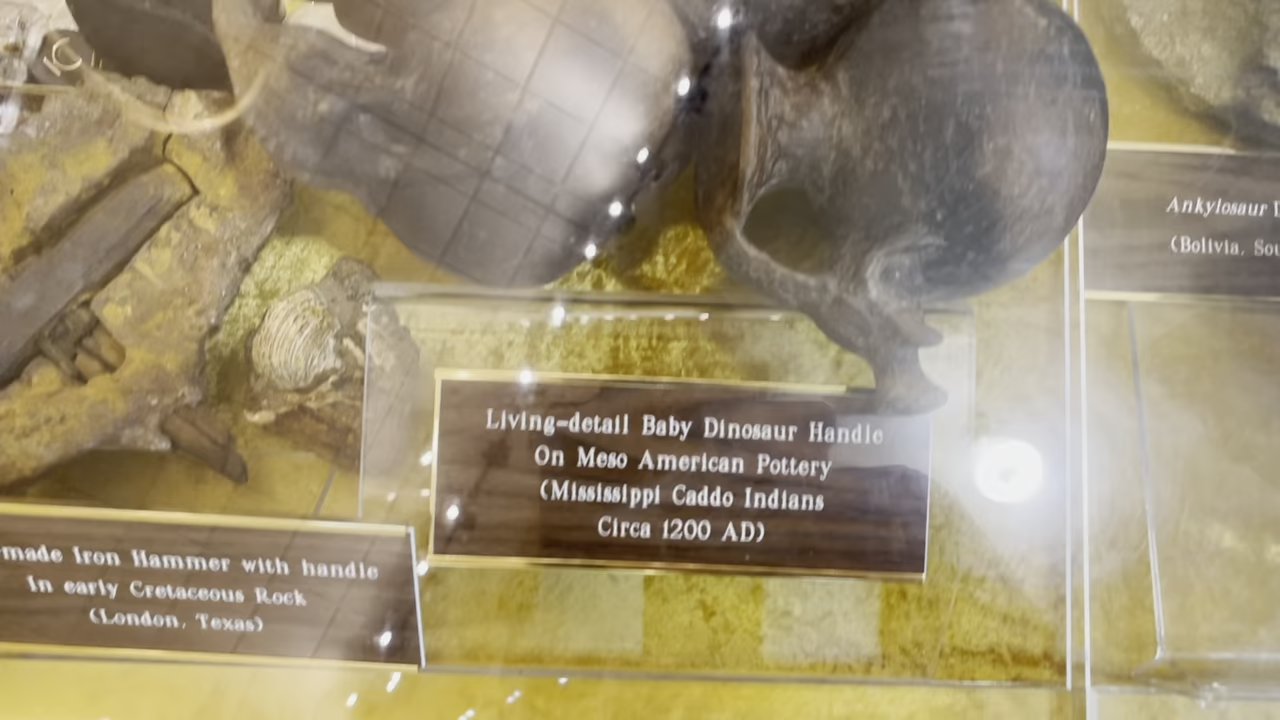 Ankylosaur
(Bolivia, Sou
Living-detail Baby Dinosaur Handle
On Meso American Pottery
(Mississippi Caddo Indians
Circa 1200 AD)
-made Iron Hammer with handle
In early Cretaceous Rock
(London, Texas)